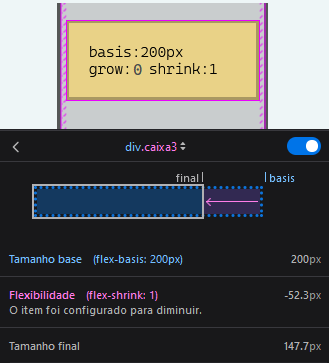 basis:200px
grow:0 shrink:1
div.caixa3
final basis
Tamanho base (flex-basis: 200px) 200px
Flexibilidade (flex-shrink: 1) -52.3px
O item foi configurado para diminuir.
Tamanho final 147.7px